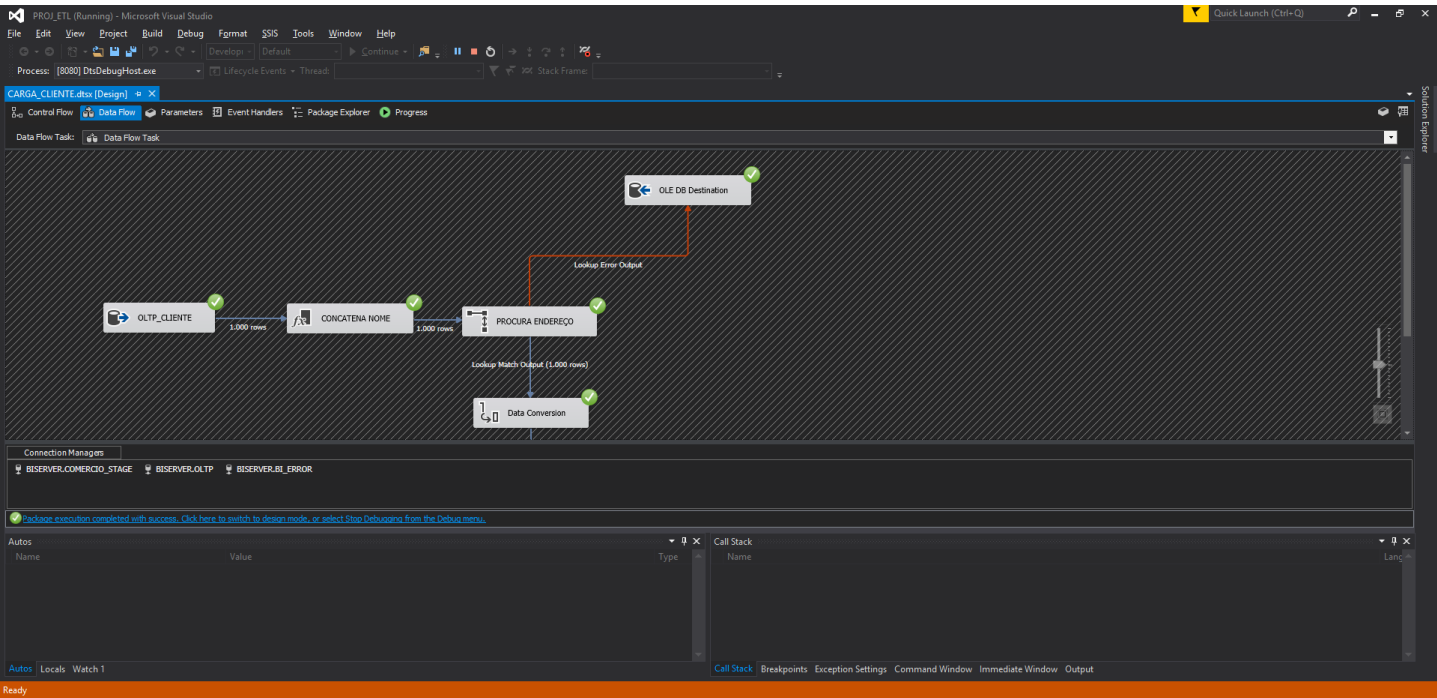 PROJ_ETL (Running) - Microsoft Visual Studio
Quick Launch (Ctrl+Q)
File Edit View Project Build Debug Format SSIS Tools Window Help
Developi Default Continue
Process: [8080] DtsDebugHost.exe Lifecycle Events Thread: Stack Frame:
CARGA_CLIENTE.dtsx [Design]
Solution Explorer
Control Flow Data Flow Parameters Event Handlers Package Explorer Progress
Data Flow Task: Data Flow Task
OLE DB Destination
Lookup Error Output
OLTP_CLIENTE
1.000 rows
CONCATENA NOME
1.000 rows
PROCURA ENDEREÇO
Lookup Match Output (1.000 rows)
Data Conversion
Connection Managers
BISERVER.COMERCIO_STAGE BISERVER.OLTP BISERVER.BI_ERROR
Package execution completed with success. Click here to switch to design mode, or select Stop Debugging from the Debug menu.
Autos
Name Value Type
Call Stack
Name Lang
Autos Locals Watch 1
Call Stack Breakpoints Exception Settings Command Window Immediate Window Output
Ready